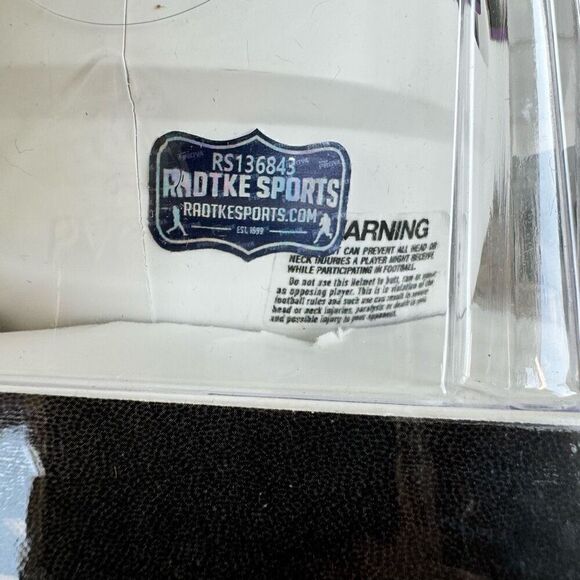 RS136843
RADTKE SPORTS
RADTKESPORTS.COM
EST. 1999
ARNING
CAN PREVENT ALL HEAD OR
NECK INJURIES A PLAYER MIGHT RECEIVE
WHILE PARTICIPATING IN FOOTBALL.
Do not use this helmet to butt, ram or spear
an opposing player. This is in violation of the
football rules and such use can result in severe
head or neck injuries, paralysis or death to you
and possible injury to your opponent.